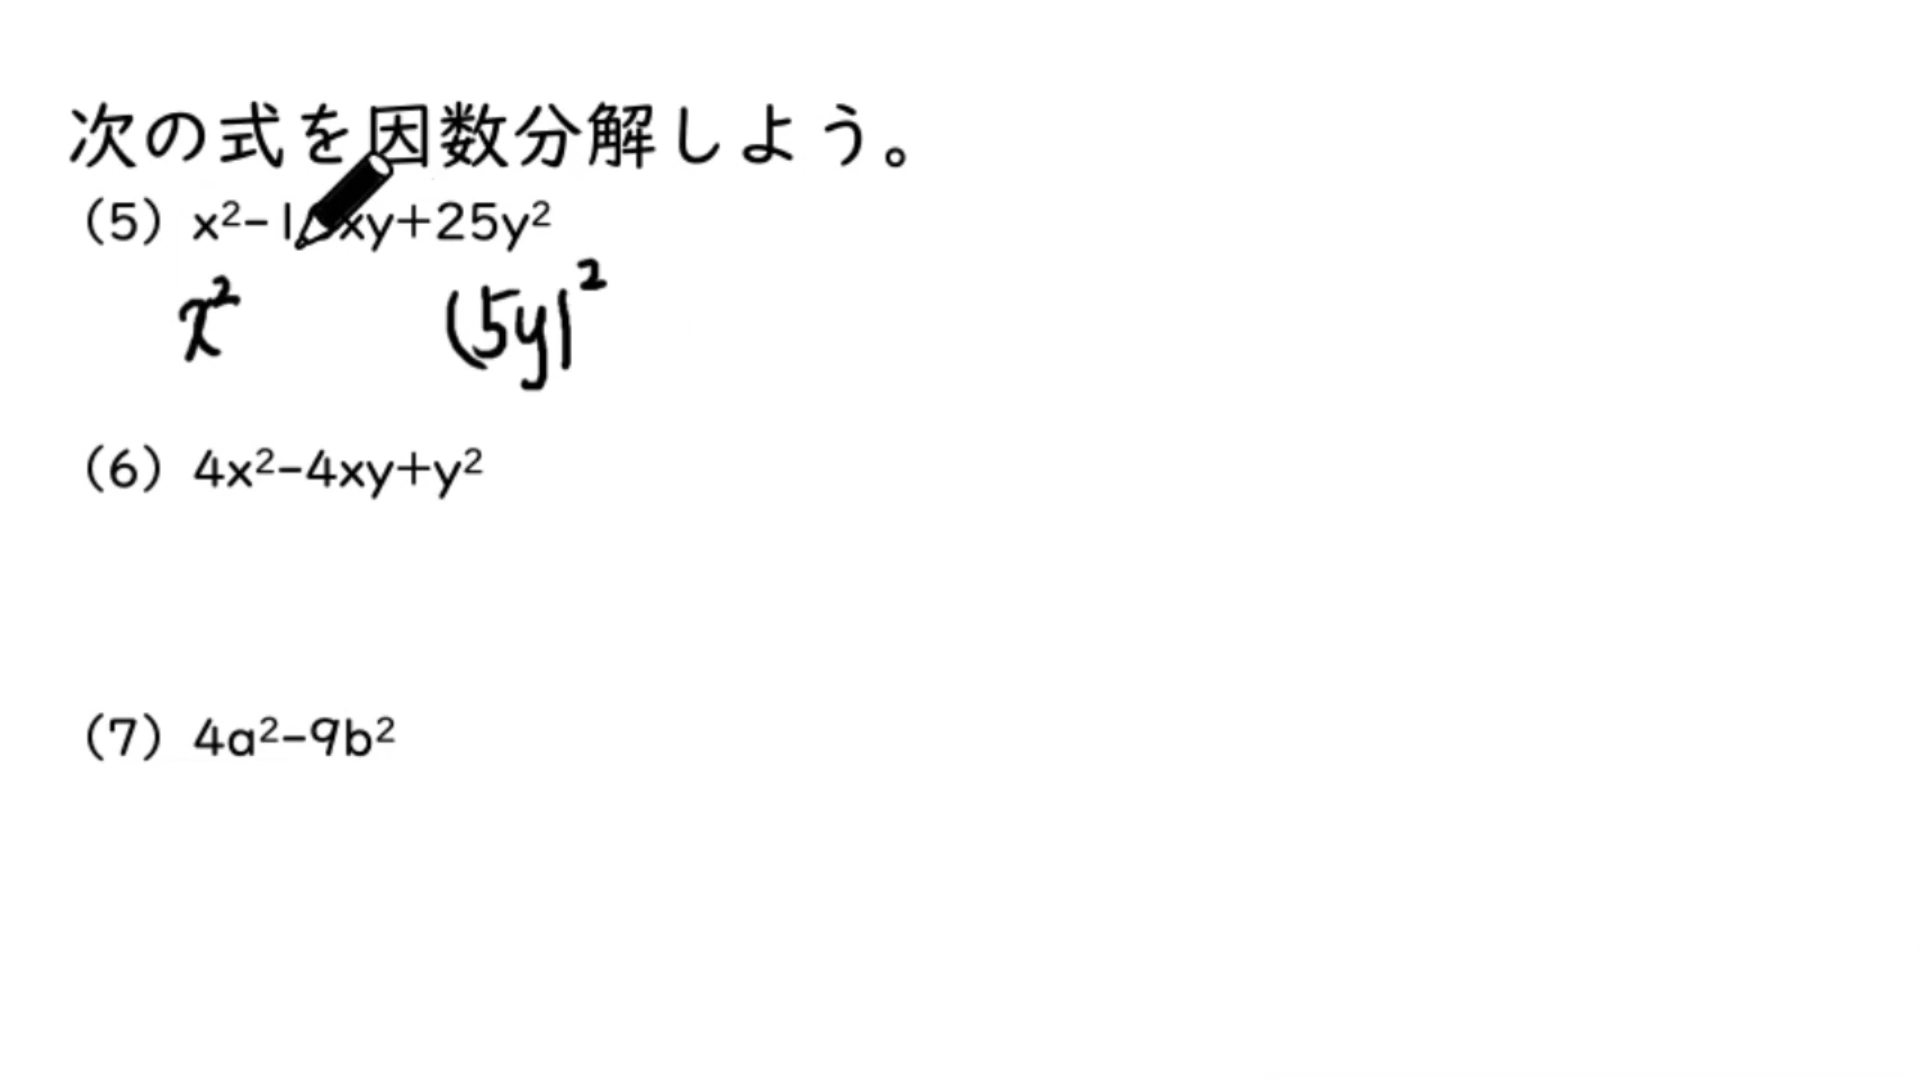 次の式を因数分解しよう。
(5) x²-1 xy+25y²
x² (5y)²
(6) 4x²-4xy+y²
(7) 4a²-9b²